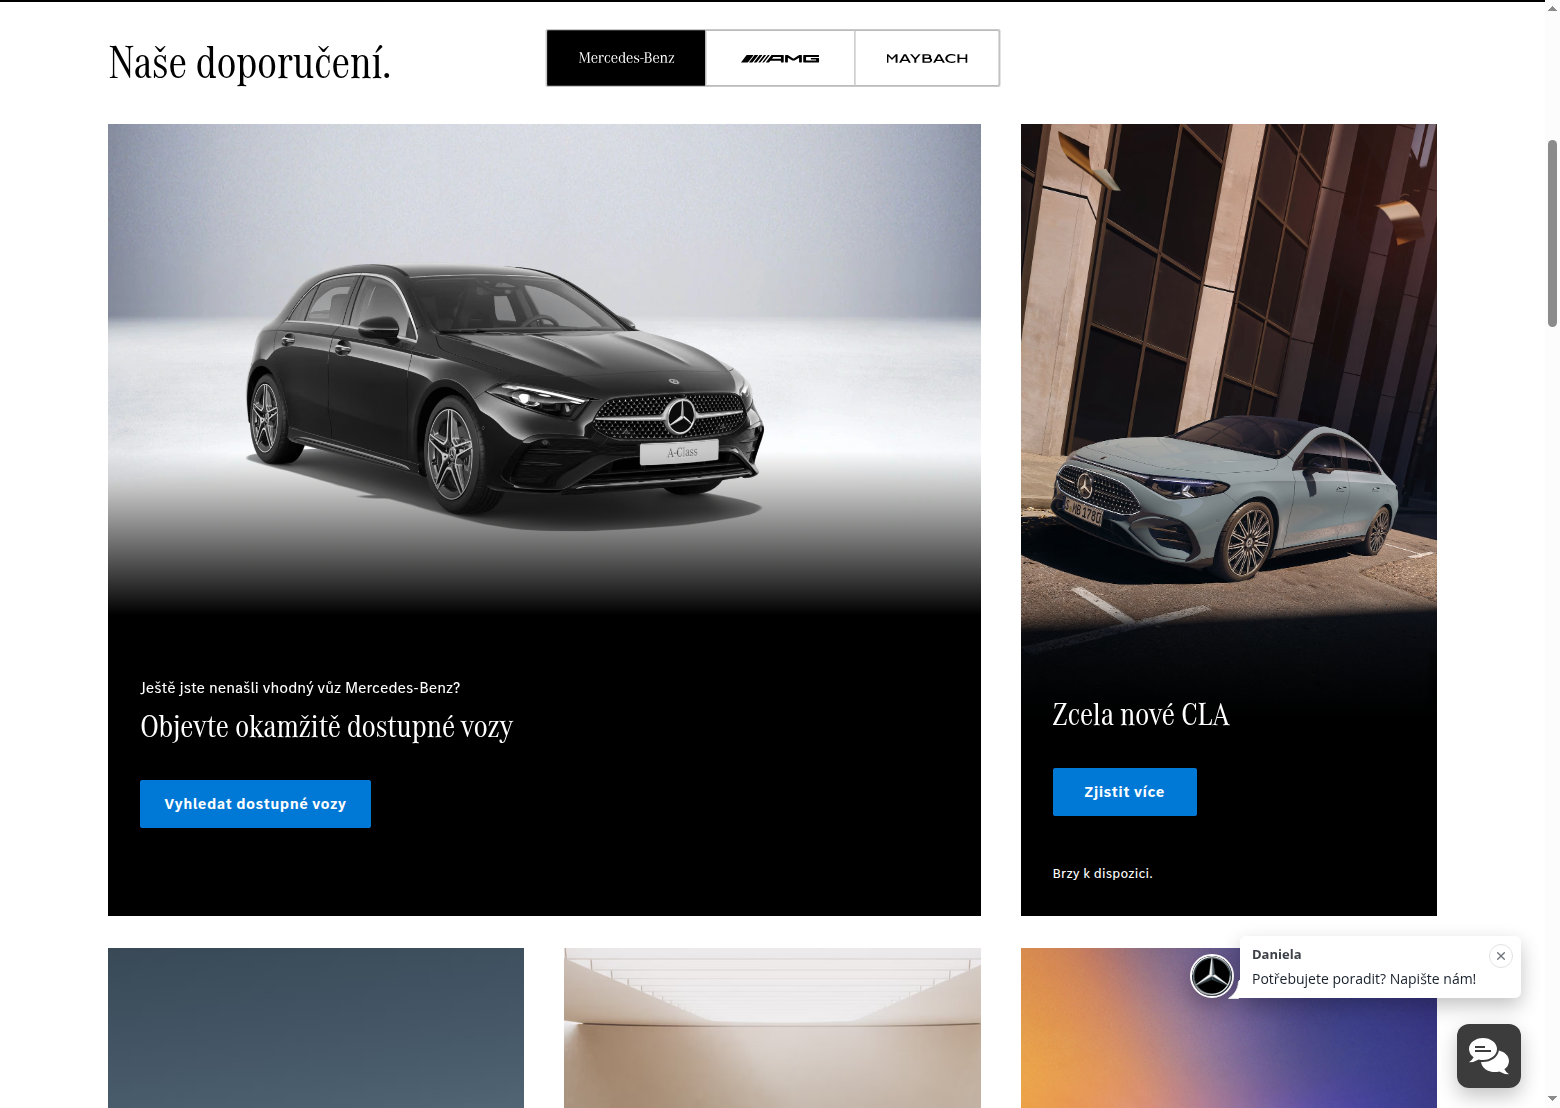 Naše doporučení.
Mercedes-Benz
AMG
MAYBACH
A-Class
S·MB 1780
Ještě jste nenašli vhodný vůz Mercedes-Benz?
Objevte okamžitě dostupné vozy
Vyhledat dostupné vozy
Zcela nové CLA
Zjistit více
Brzy k dispozici.
Daniela
Potřebujete poradit? Napište nám!